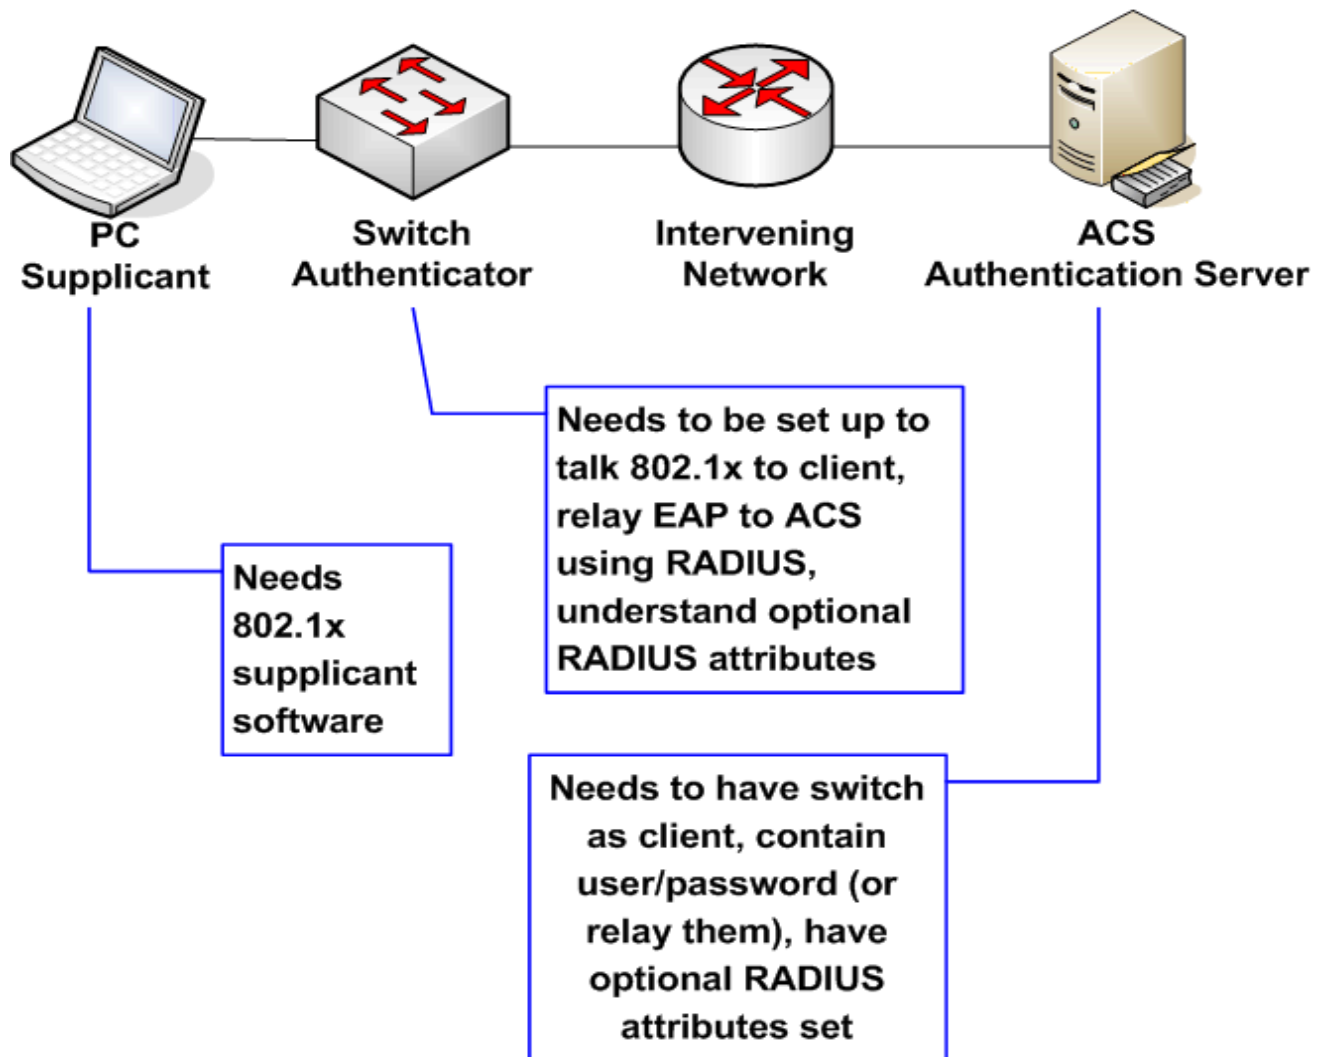 PC
Supplicant
Switch
Authenticator
Intervening
Network
ACS
Authentication Server
Needs to be set up to
talk 802.1x to client,
relay EAP to ACS
using RADIUS,
understand optional
RADIUS attributes
Needs
802.1x
supplicant
software
Needs to have switch
as client, contain
user/password (or
relay them), have
optional RADIUS
attributes set